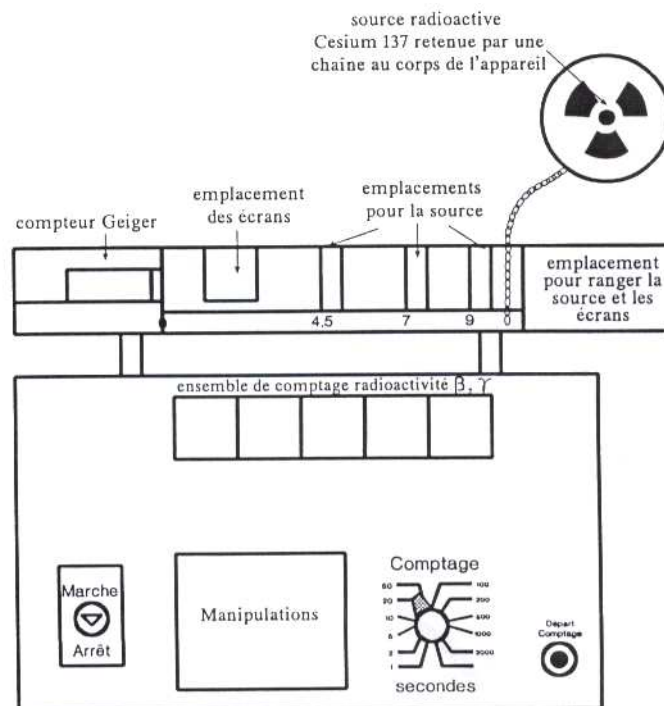 source radioactive
Cesium 137 retenue par une
chaine au corps de l'appareil
emplacement
des écrans
emplacements
pour la source
compteur Geiger
emplacement
pour ranger la
source et les
écrans
4,5
7
9
0
ensemble de comptage radioactivité β, γ
Marche
Arrêt
Manipulations
Comptage
50
20
10
5
2
1
100
200
500
1000
2000
secondes
Départ
Comptage